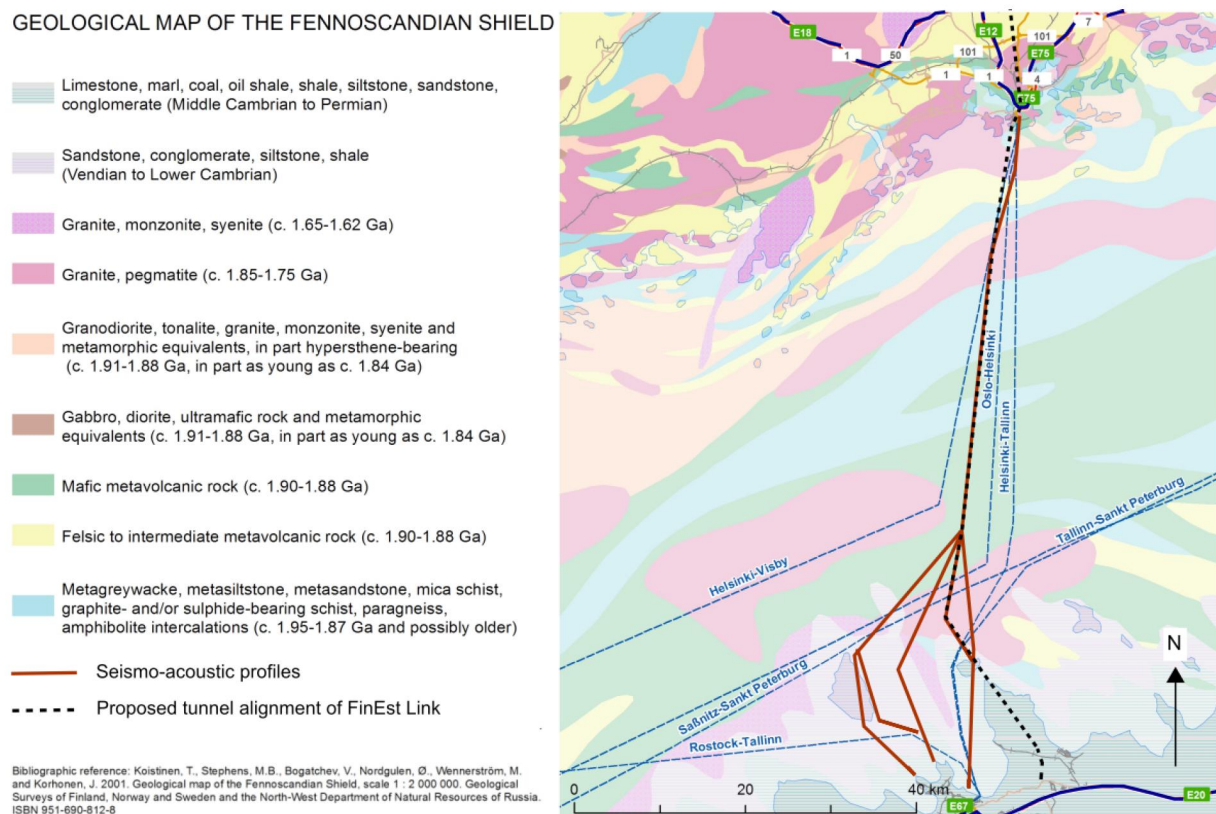 GEOLOGICAL MAP OF THE FENNOSCANDIAN SHIELD
Limestone, marl, coal, oil shale, shale, siltstone, sandstone,
conglomerate (Middle Cambrian to Permian)
Sandstone, conglomerate, siltstone, shale
(Vendian to Lower Cambrian)
Granite, monzonite, syenite (c. 1.65-1.62 Ga)
Granite, pegmatite (c. 1.85-1.75 Ga)
Granodiorite, tonalite, granite, monzonite, syenite and
metamorphic equivalents, in part hypersthene-bearing
(c. 1.91-1.88 Ga, in part as young as c. 1.84 Ga)
Gabbro, diorite, ultramafic rock and metamorphic
equivalents (c. 1.91-1.88 Ga, in part as young as c. 1.84 Ga)
Mafic metavolcanic rock (c. 1.90-1.88 Ga)
Felsic to intermediate metavolcanic rock (c. 1.90-1.88 Ga)
Metagreywacke, metasiltstone, metasandstone, mica schist,
graphite- and/or sulphide-bearing schist, paragneiss,
amphibolite intercalations (c. 1.95-1.87 Ga and possibly older)
Seismo-acoustic profiles
Proposed tunnel alignment of FinEst Link
Bibliographic reference: Koistinen, T., Stephens, M.B., Bogatchev, V., Nordgulen, Ø., Wennerström, M.
and Korhonen, J. 2001. Geological map of the Fennoscandian Shield, scale 1 : 2 000 000. Geological
Surveys of Finland, Norway and Sweden and the North-West Department of Natural Resources of Russia.
ISBN 951-690-812-8
E18
E12
7
101
1
50
101
E75
1
1
4
E75
Oslo-Helsinki
Helsinki-Tallinn
Tallinn-Sankt Peterburg
Helsinki-Visby
N
Saßnitz-Sankt Peterburg
Rostock-Tallinn
0
20
40 km
E67
E20